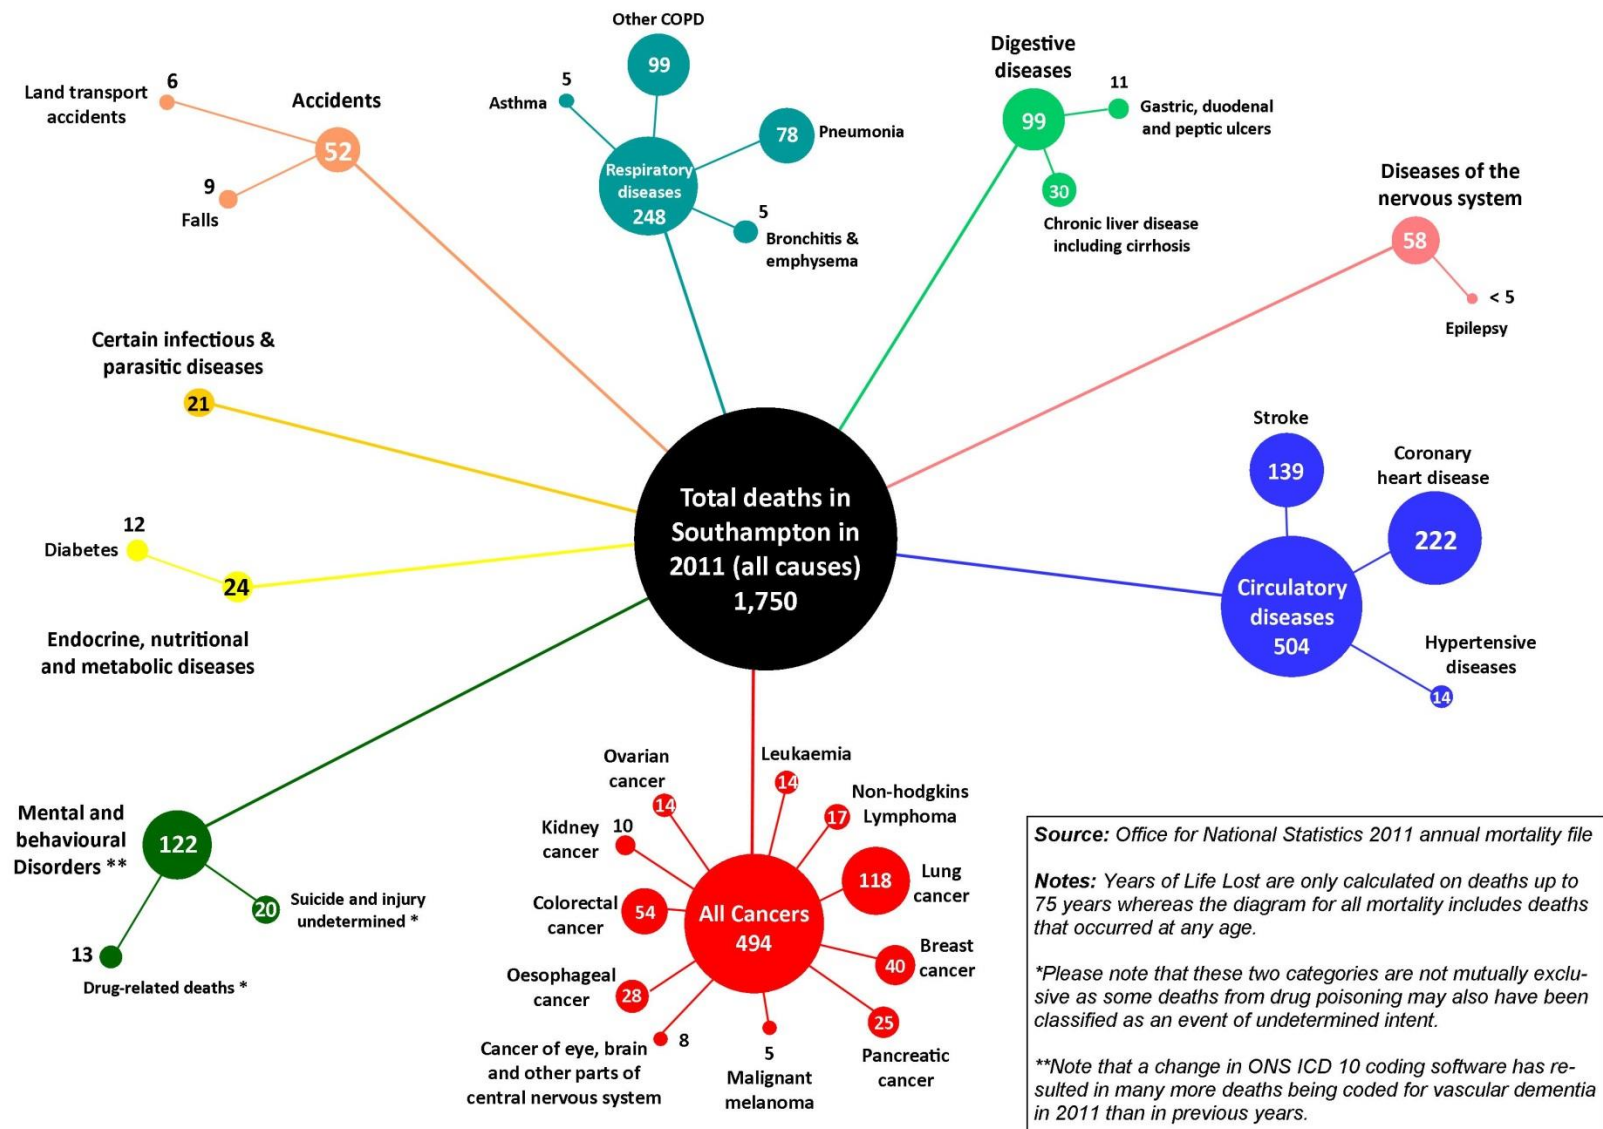 Other COPD
99
5
Asthma
78
Pneumonia
Respiratory
diseases
248
5
Bronchitis &
emphysema
6
Land transport
accidents
Accidents
52
9
Falls
Digestive
diseases
99
11
Gastric, duodenal
and peptic ulcers
30
Chronic liver disease
including cirrhosis
Diseases of the
nervous system
58
< 5
Epilepsy
Certain infectious &
parasitic diseases
21
12
Diabetes
24
Endocrine, nutritional
and metabolic diseases
Total deaths in
Southampton in
2011 (all causes)
1,750
Stroke
139
Coronary
heart disease
222
Circulatory
diseases
504
Hypertensive
diseases
14
Mental and
behavioural
Disorders **
122
20
Suicide and injury
undetermined *
13
Drug-related deaths *
Ovarian
cancer
14
Leukaemia
14
Non-hodgkins
Lymphoma
17
10
Kidney
cancer
118
Lung
cancer
Colorectal
cancer
54
All Cancers
494
Breast
cancer
40
Oesophageal
cancer
28
25
Pancreatic
cancer
8
Cancer of eye, brain
and other parts of
central nervous system
5
Malignant
melanoma
Source: Office for National Statistics 2011 annual mortality file
Notes: Years of Life Lost are only calculated on deaths up to
75 years whereas the diagram for all mortality includes deaths
that occurred at any age.
*Please note that these two categories are not mutually exclu-
sive as some deaths from drug poisoning may also have been
classified as an event of undetermined intent.
**Note that a change in ONS ICD 10 coding software has re-
sulted in many more deaths being coded for vascular dementia
in 2011 than in previous years.